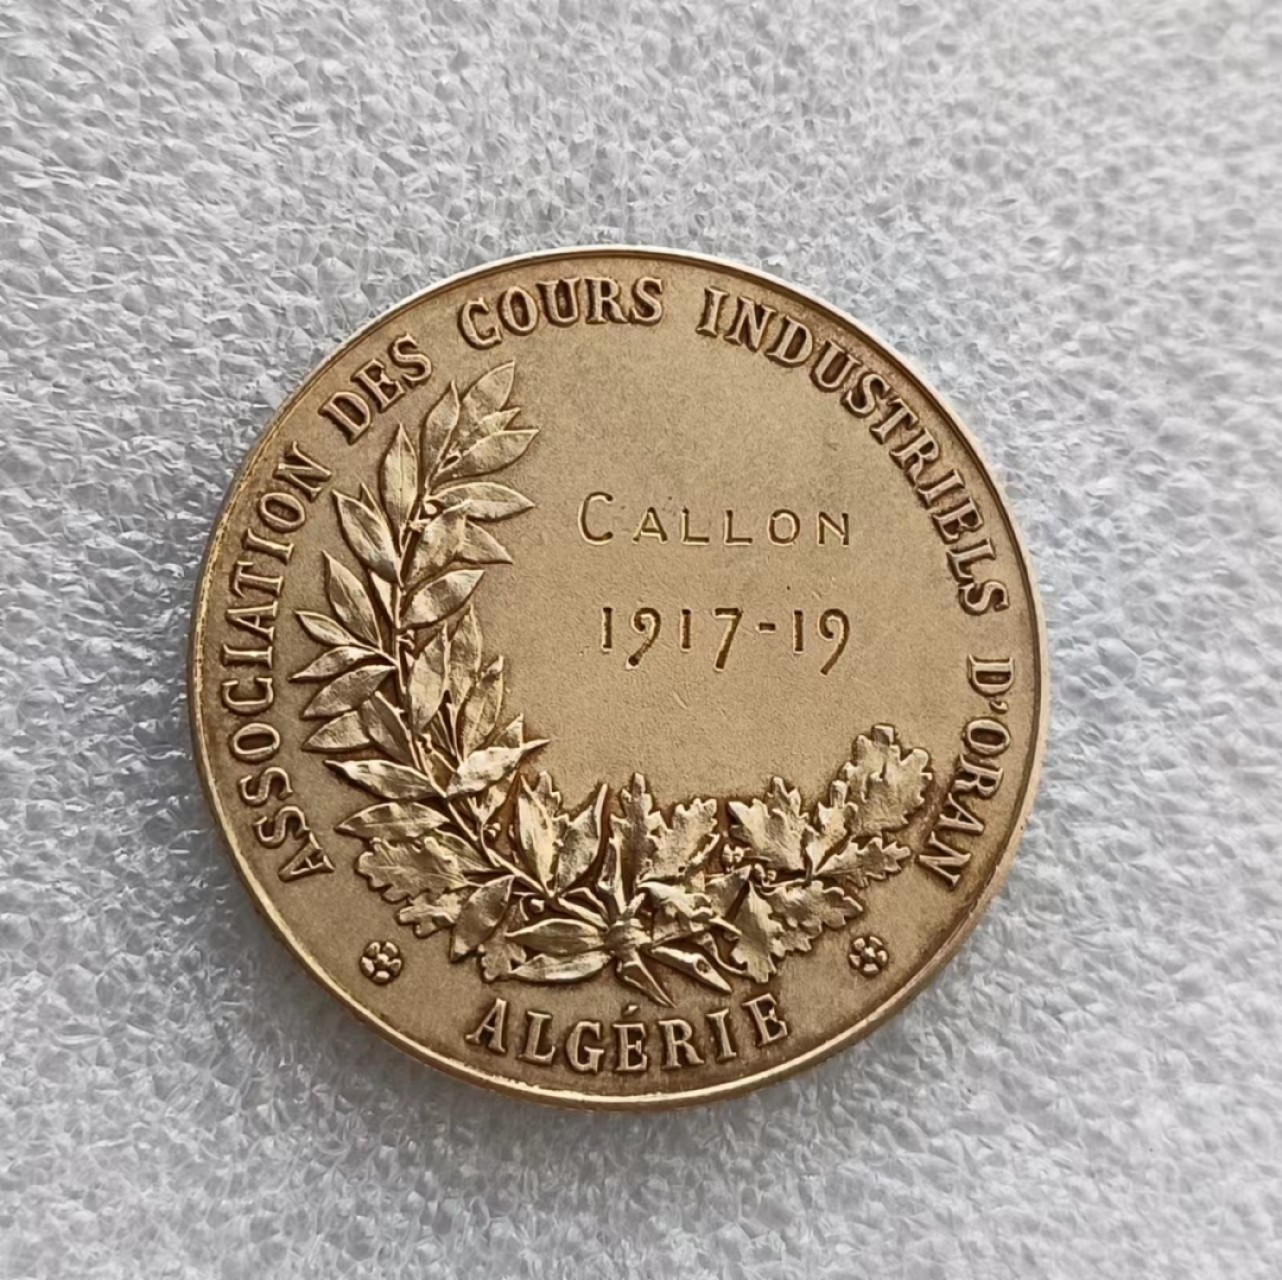 ASSOCIATION DES COURS INDUSTRIELS D'ORAN
CALLON
1917-19
ALGÉRIE